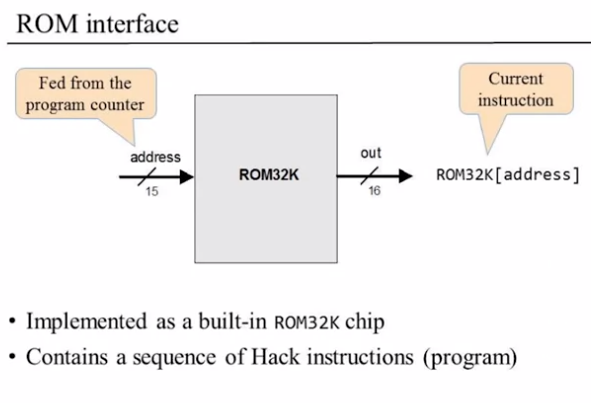 ROM interface
Fed from the
program counter
Current
instruction
address
15
ROM32K
out
16
ROM32K[address]
• Implemented as a built-in ROM32K chip
• Contains a sequence of Hack instructions (program)